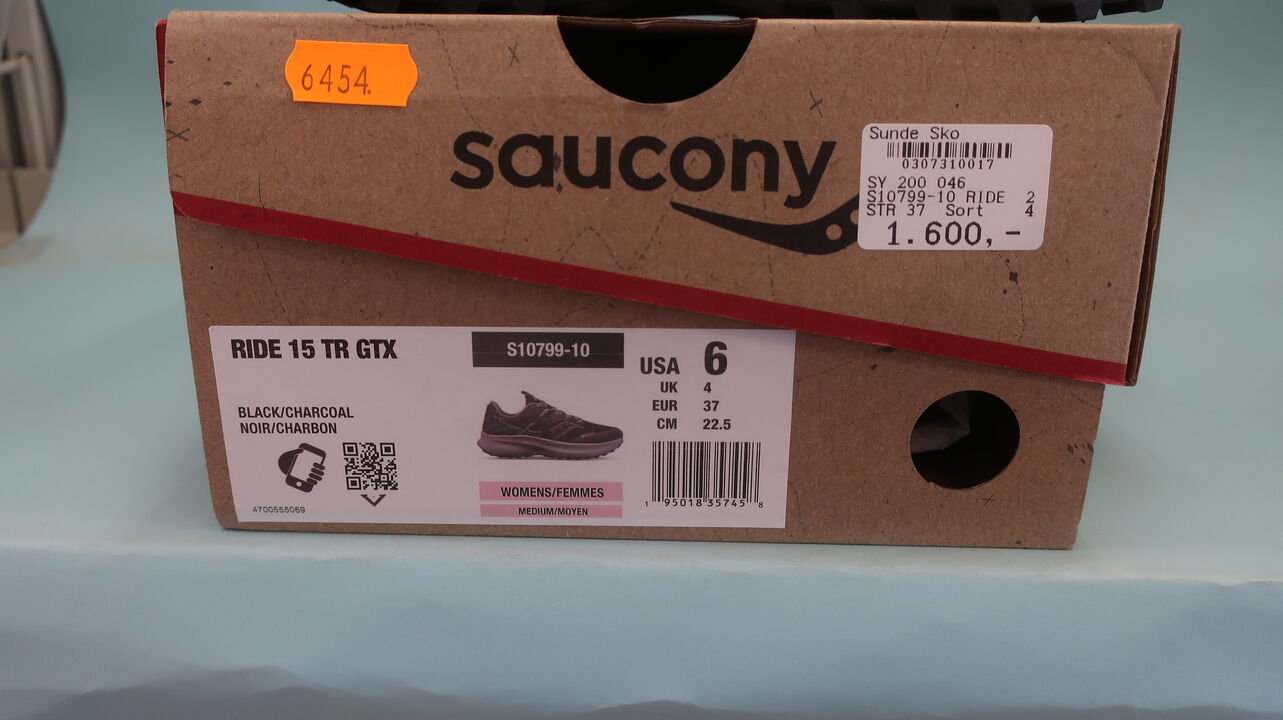 6454.
saucony
Sunde Sko
0307310017
SY 200 046
S10799-10 RIDE 2
STR 37 Sort 4
1.600,-
RIDE 15 TR GTX
S10799-10
USA 6
UK 4
EUR 37
CM 22.5
BLACK/CHARCOAL
NOIR/CHARBON
WOMENS/FEMMES
MEDIUM/MOYEN
4700555069
1 95018 35745 8